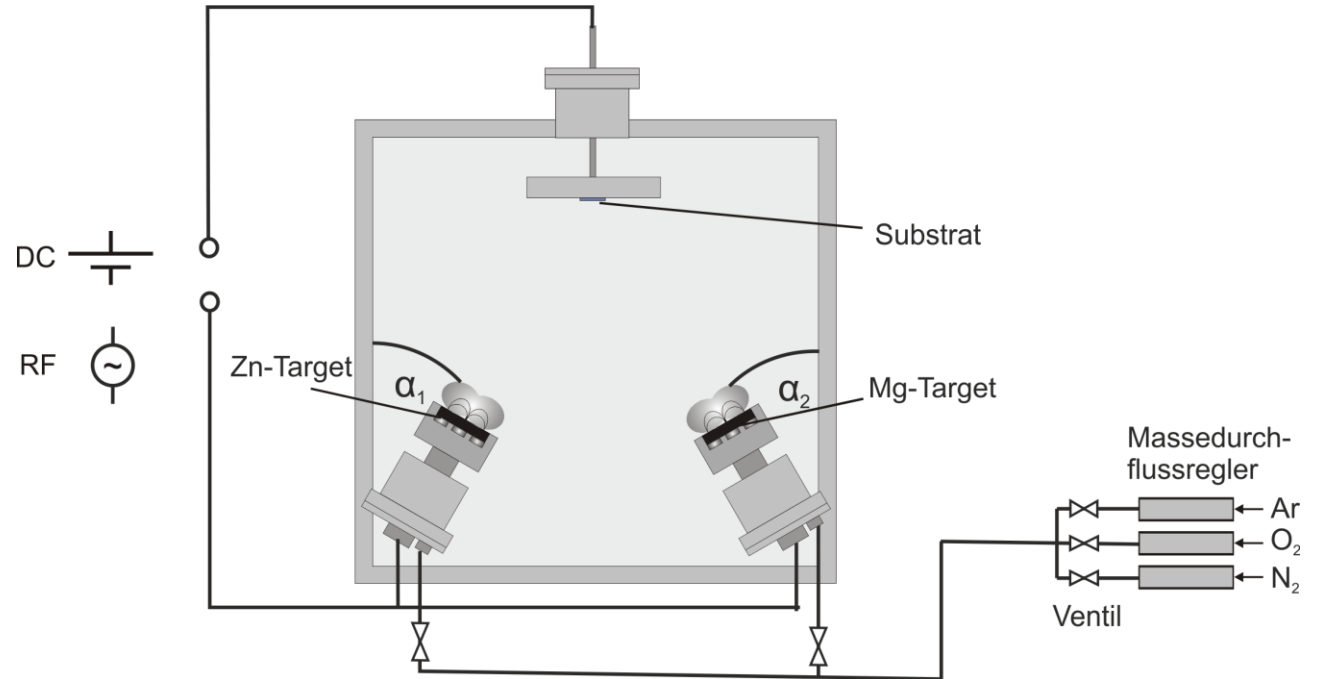 Substrat
DC
RF
Zn-Target
α₁
α₂
Mg-Target
Massedurch-
flussregler
Ar
O₂
N₂
Ventil